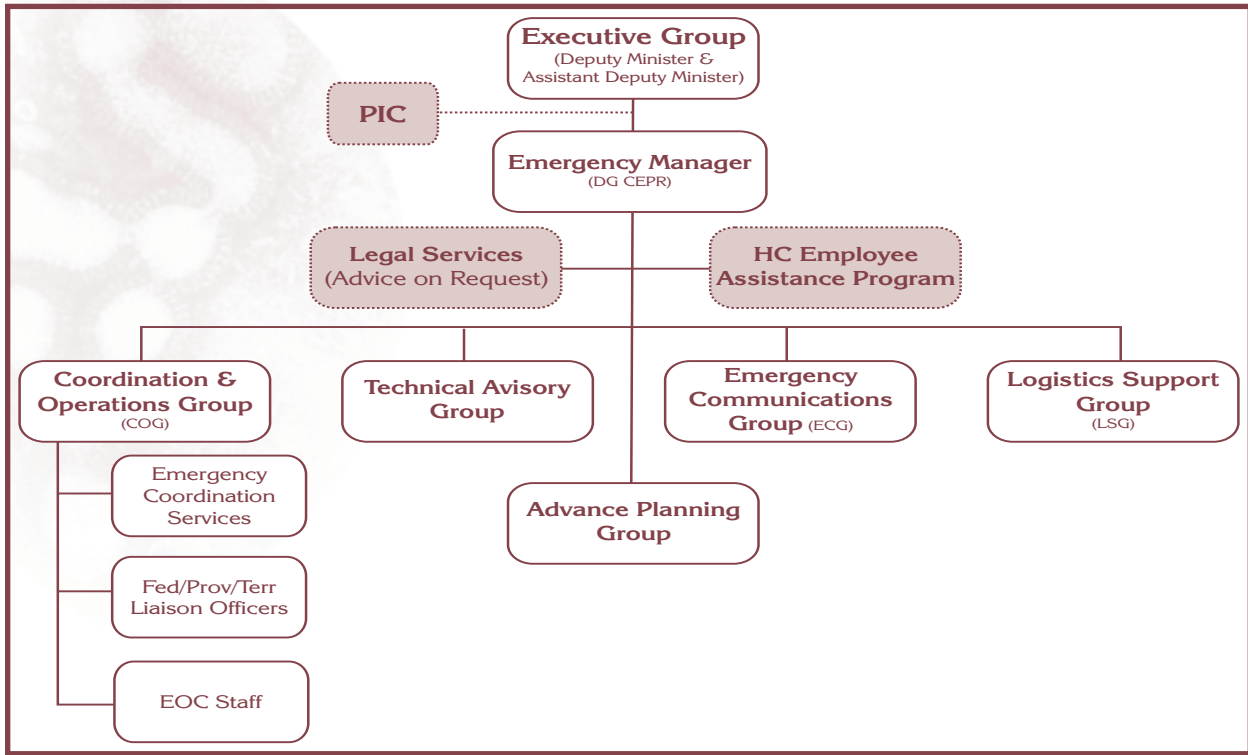 Executive Group
(Deputy Minister &
Assistant Deputy Minister)
PIC
Emergency Manager
(DG CEPR)
Legal Services
(Advice on Request)
HC Employee
Assistance Program
Coordination &
Operations Group
(COG)
Technical Avisory
Group
Emergency
Communications
Group (ECG)
Logistics Support
Group
(LSG)
Emergency
Coordination
Services
Advance Planning
Group
Fed/Prov/Terr
Liaison Officers
EOC Staff